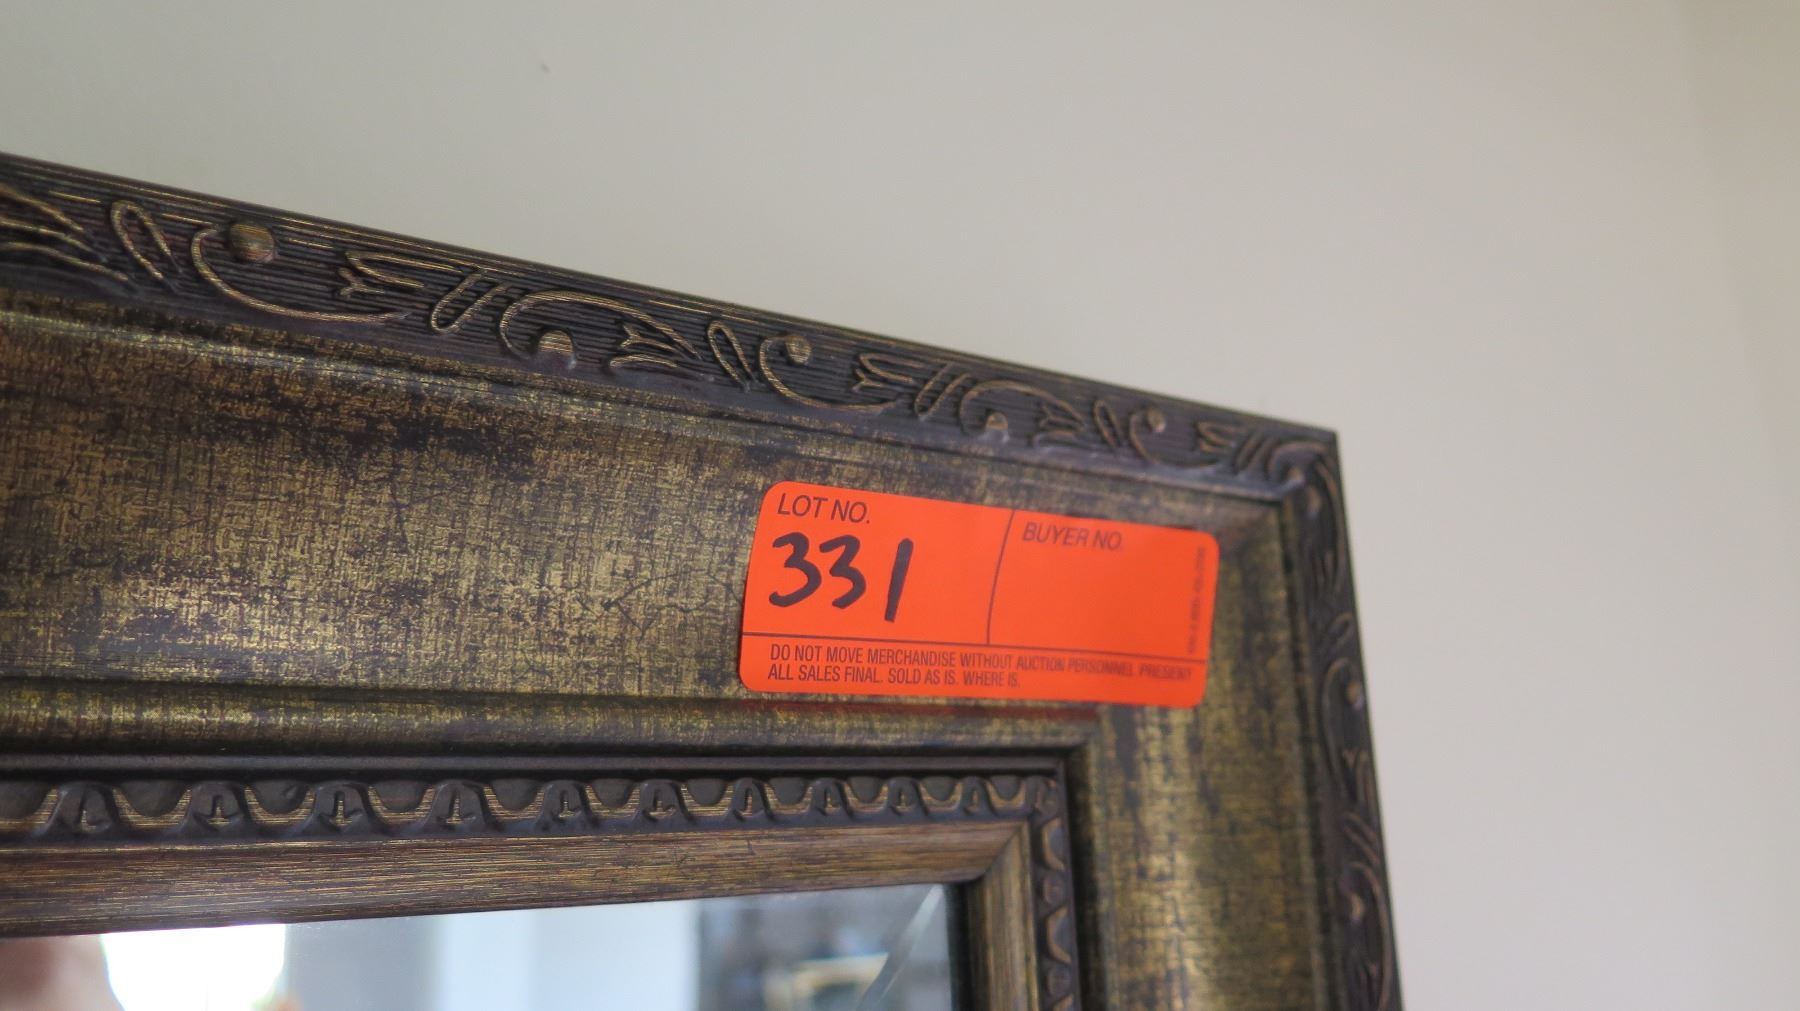 LOT NO.
331
BUYER NO.
DO NOT MOVE MERCHANDISE WITHOUT AUCTION PERSONNEL PRESENT
ALL SALES FINAL. SOLD AS IS. WHERE IS.